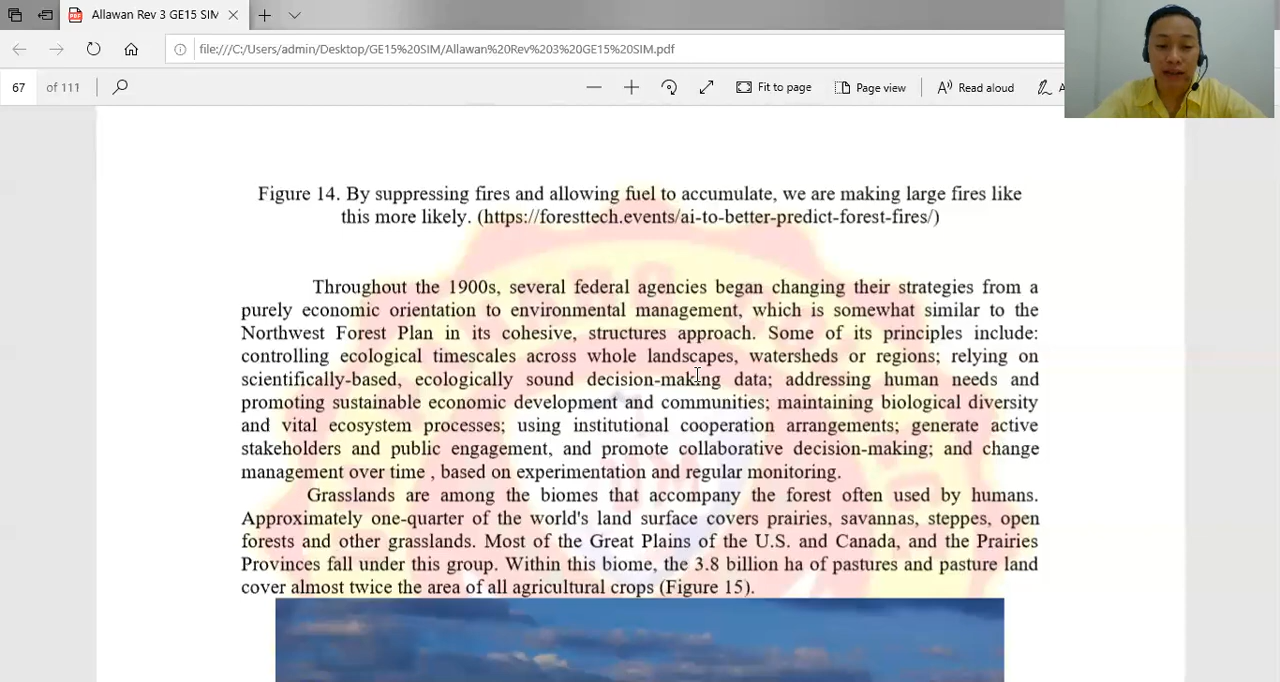 Allawan Rev 3 GE15 SIM
file:///C:/Users/admin/Desktop/GE15%20SIM/Allawan%20Rev%203%20GE15%20SIM.pdf
67 of 111
Fit to page
Page view
Read aloud
Figure 14. By suppressing fires and allowing fuel to accumulate, we are making large fires like
this more likely. (https://foresttech.events/ai-to-better-predict-forest-fires/)
Throughout the 1900s, several federal agencies began changing their strategies from a
purely economic orientation to environmental management, which is somewhat similar to the
Northwest Forest Plan in its cohesive, structures approach. Some of its principles include:
controlling ecological timescales across whole landscapes, watersheds or regions; relying on
scientifically-based, ecologically sound decision-making data; addressing human needs and
promoting sustainable economic development and communities; maintaining biological diversity
and vital ecosystem processes; using institutional cooperation arrangements; generate active
stakeholders and public engagement, and promote collaborative decision-making; and change
management over time , based on experimentation and regular monitoring.
Grasslands are among the biomes that accompany the forest often used by humans.
Approximately one-quarter of the world's land surface covers prairies, savannas, steppes, open
forests and other grasslands. Most of the Great Plains of the U.S. and Canada, and the Prairies
Provinces fall under this group. Within this biome, the 3.8 billion ha of pastures and pasture land
cover almost twice the area of all agricultural crops (Figure 15).